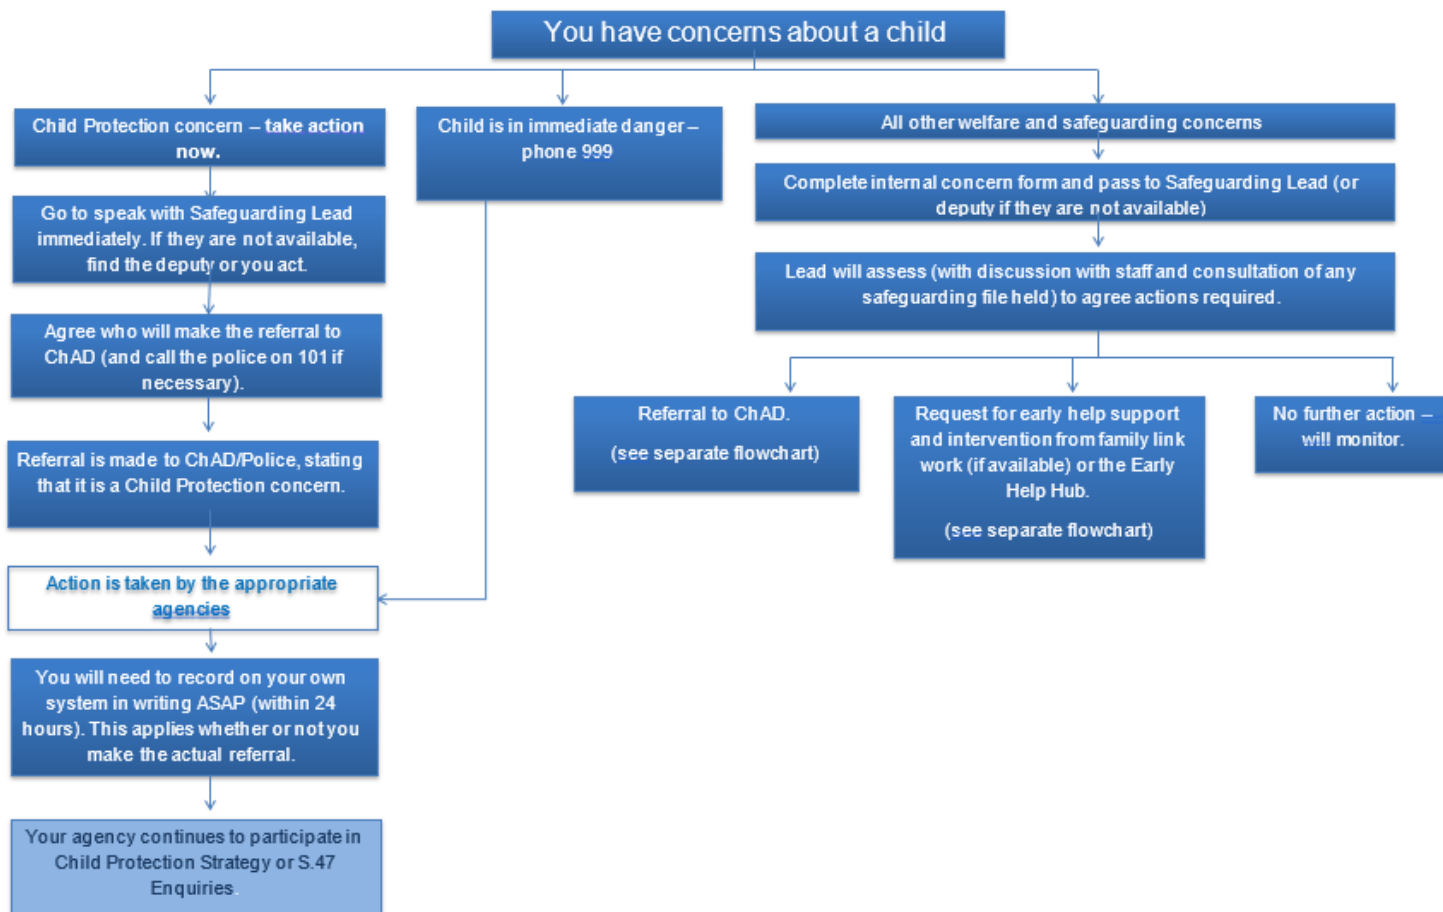 You have concerns about a child
Child Protection concern – take action
now.
Go to speak with Safeguarding Lead
immediately. If they are not available,
find the deputy or you act.
Agree who will make the referral to
ChAD (and call the police on 101 if
necessary).
Referral is made to ChAD/Police, stating
that it is a Child Protection concern.
Action is taken by the appropriate
agencies
You will need to record on your own
system in writing ASAP (within 24
hours). This applies whether or not you
make the actual referral.
Your agency continues to participate in
Child Protection Strategy or S.47
Enquiries.
Child is in immediate danger –
phone 999
All other welfare and safeguarding concerns
Complete internal concern form and pass to Safeguarding Lead (or
deputy if they are not available)
Lead will assess (with discussion with staff and consultation of any
safeguarding file held) to agree actions required.
Referral to ChAD.
(see separate flowchart)
Request for early help support
and intervention from family link
work (if available) or the Early
Help Hub.
(see separate flowchart)
No further action –
will monitor.